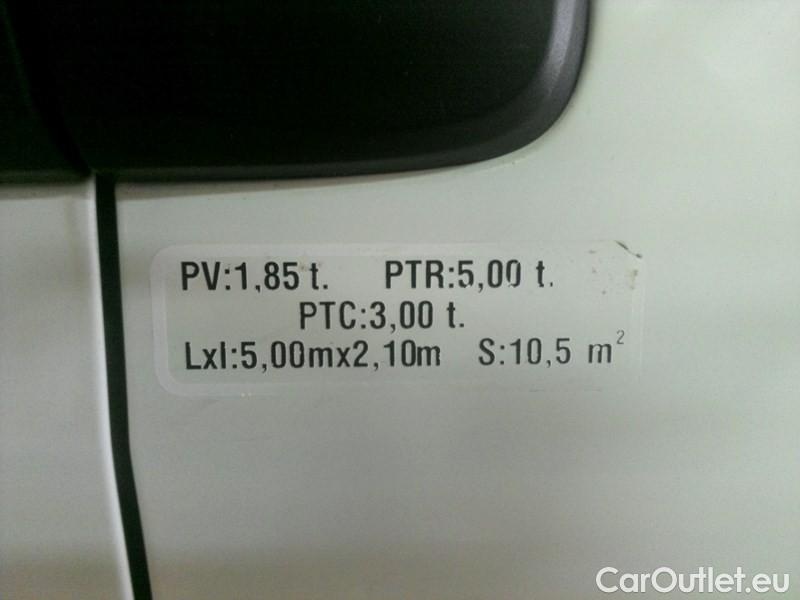 PV:1,85 t. PTR:5,00 t.
PTC:3,00 t.
Lxl:5,00mx2,10m S:10,5 m²
CarOutlet.eu